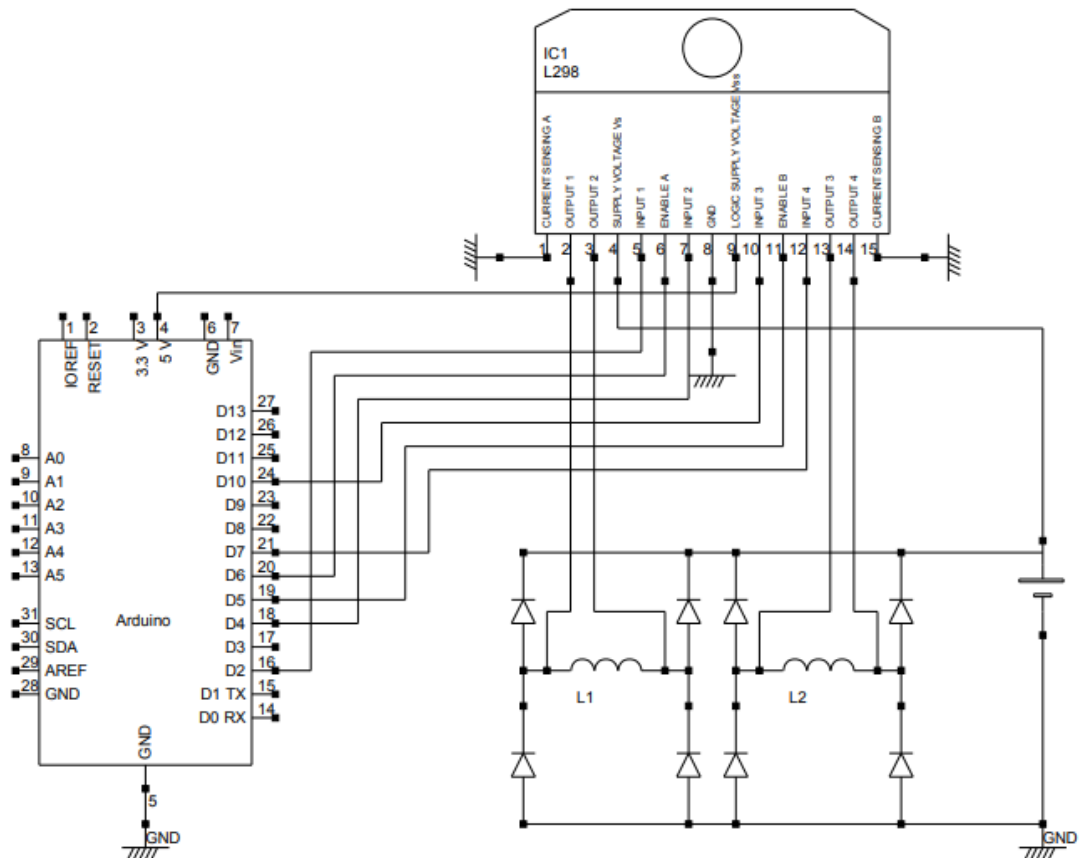 IC1
L298
CURRENT SENSING A
OUTPUT 1
OUTPUT 2
SUPPLY VOLTAGE Vs
INPUT 1
ENABLE A
INPUT 2
GND
LOGIC SUPPLY VOLTAGE Vss
INPUT 3
ENABLE B
INPUT 4
OUTPUT 3
OUTPUT 4
CURRENT SENSING B
1 2 3 4 5 6 7 8 9 10 11 12 13 14 15
1 2 3 4 6 7
IOREF
RESET
3.3 V
5 V
GND
Vin
D13 27
D12 26
8 A0 D11 25
9 A1 D10 24
10 A2 D9 23
11 A3 D8 22
12 A4 D7 21
13 A5 D6 20
D5 19
31 SCL Arduino D4 18
30 SDA D3 17
29 AREF D2 16
28 GND D1 TX 15
D0 RX 14
L1 L2
GND
5
GND
GND